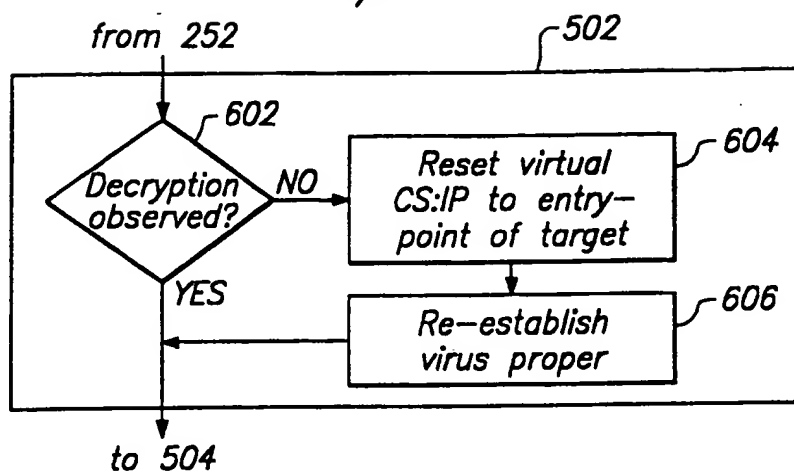 from 252
502
602
Decryption
observed?
NO
604
Reset virtual
CS:IP to entry-
point of target
YES
606
Re-establish
virus proper
to 504